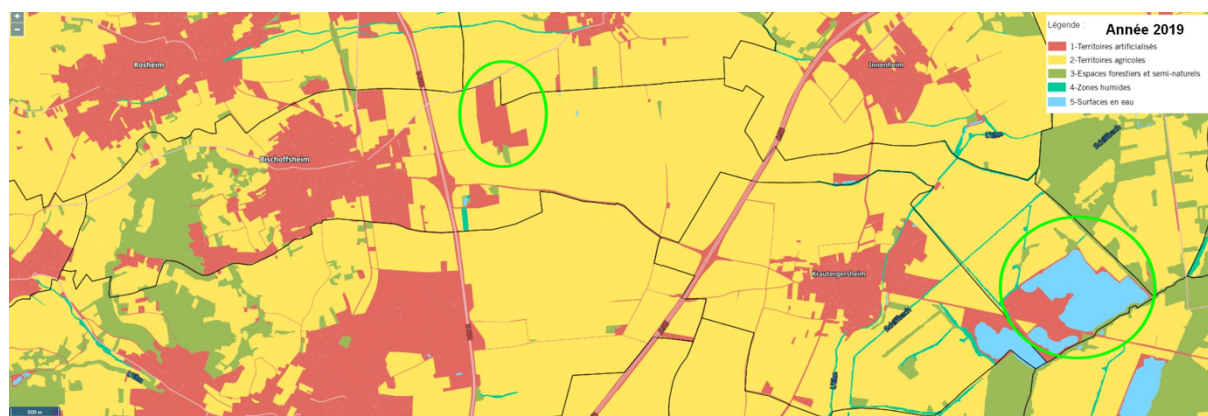 +
−
Légende :
Année 2019
1-Territoires artificialisés
2-Territoires agricoles
3-Espaces forestiers et semi-naturels
4-Zones humides
5-Surfaces en eau
Rosheim
Innenheim
Bischoffsheim
Krautergersheim
Schiffbach
500 m